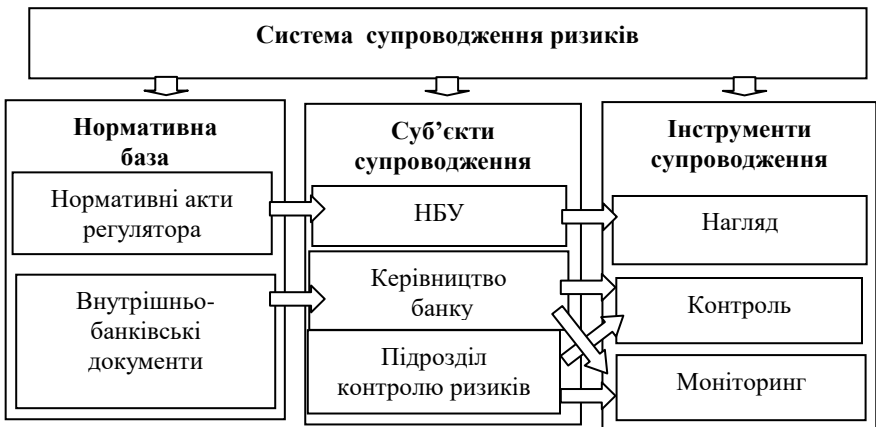 Система супроводження ризиків
Нормативна
база
Нормативні акти
регулятора
Внутрішньо-
банківські
документи
Суб’єкти
супроводження
НБУ
Керівництво
банку
Підрозділ
контролю ризиків
Інструменти
супроводження
Нагляд
Контроль
Моніторинг